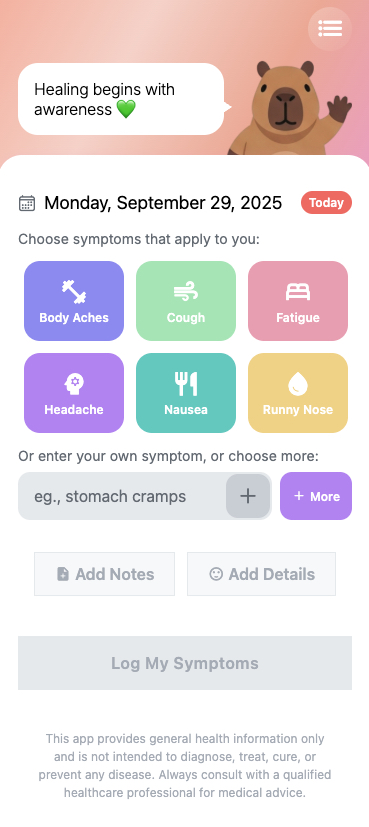 Healing begins with
awareness 💚
Monday, September 29, 2025
Today
Choose symptoms that apply to you:
Body Aches
Cough
Fatigue
Headache
Nausea
Runny Nose
Or enter your own symptom, or choose more:
eg., stomach cramps
+
+ More
Add Notes
Add Details
Log My Symptoms
This app provides general health information only
and is not intended to diagnose, treat, cure, or
prevent any disease. Always consult with a qualified
healthcare professional for medical advice.